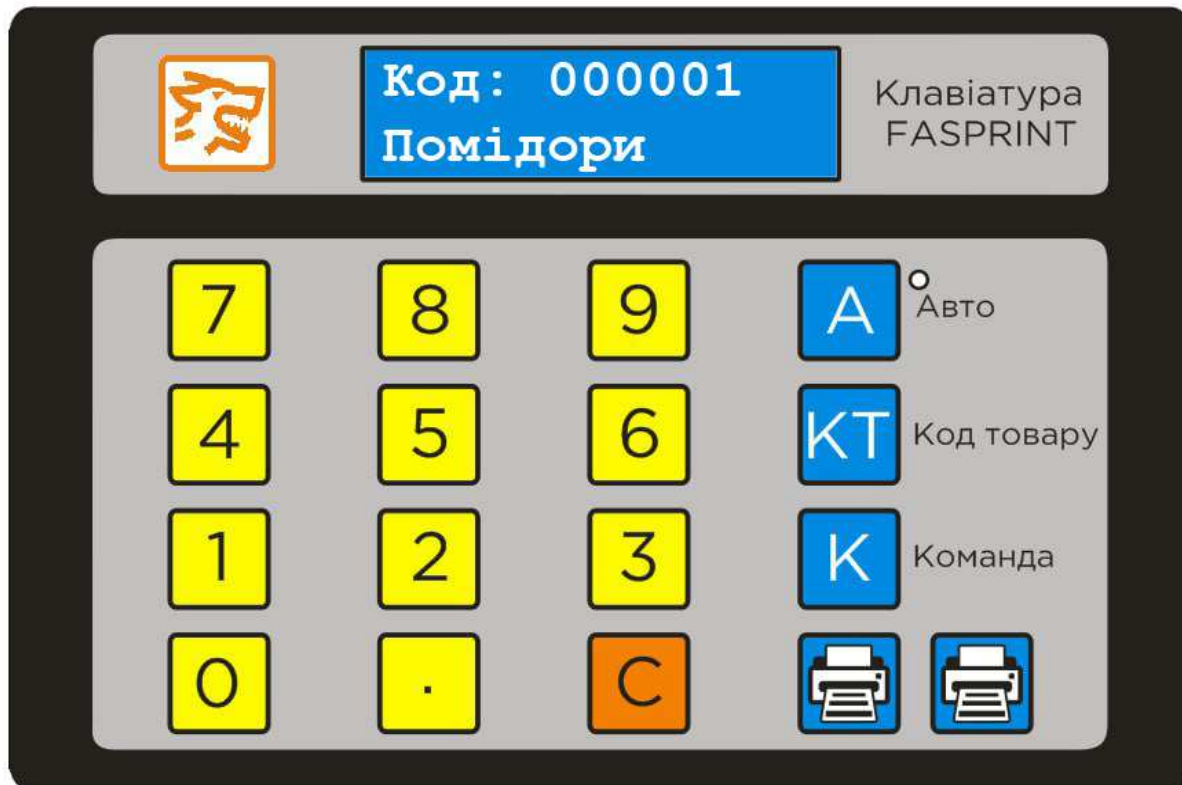 Код: 000001
Помідори
Клавіатура
FASPRINT
7 8 9 А Авто
4 5 6 КТ Код товару
1 2 3 К Команда
0 . С